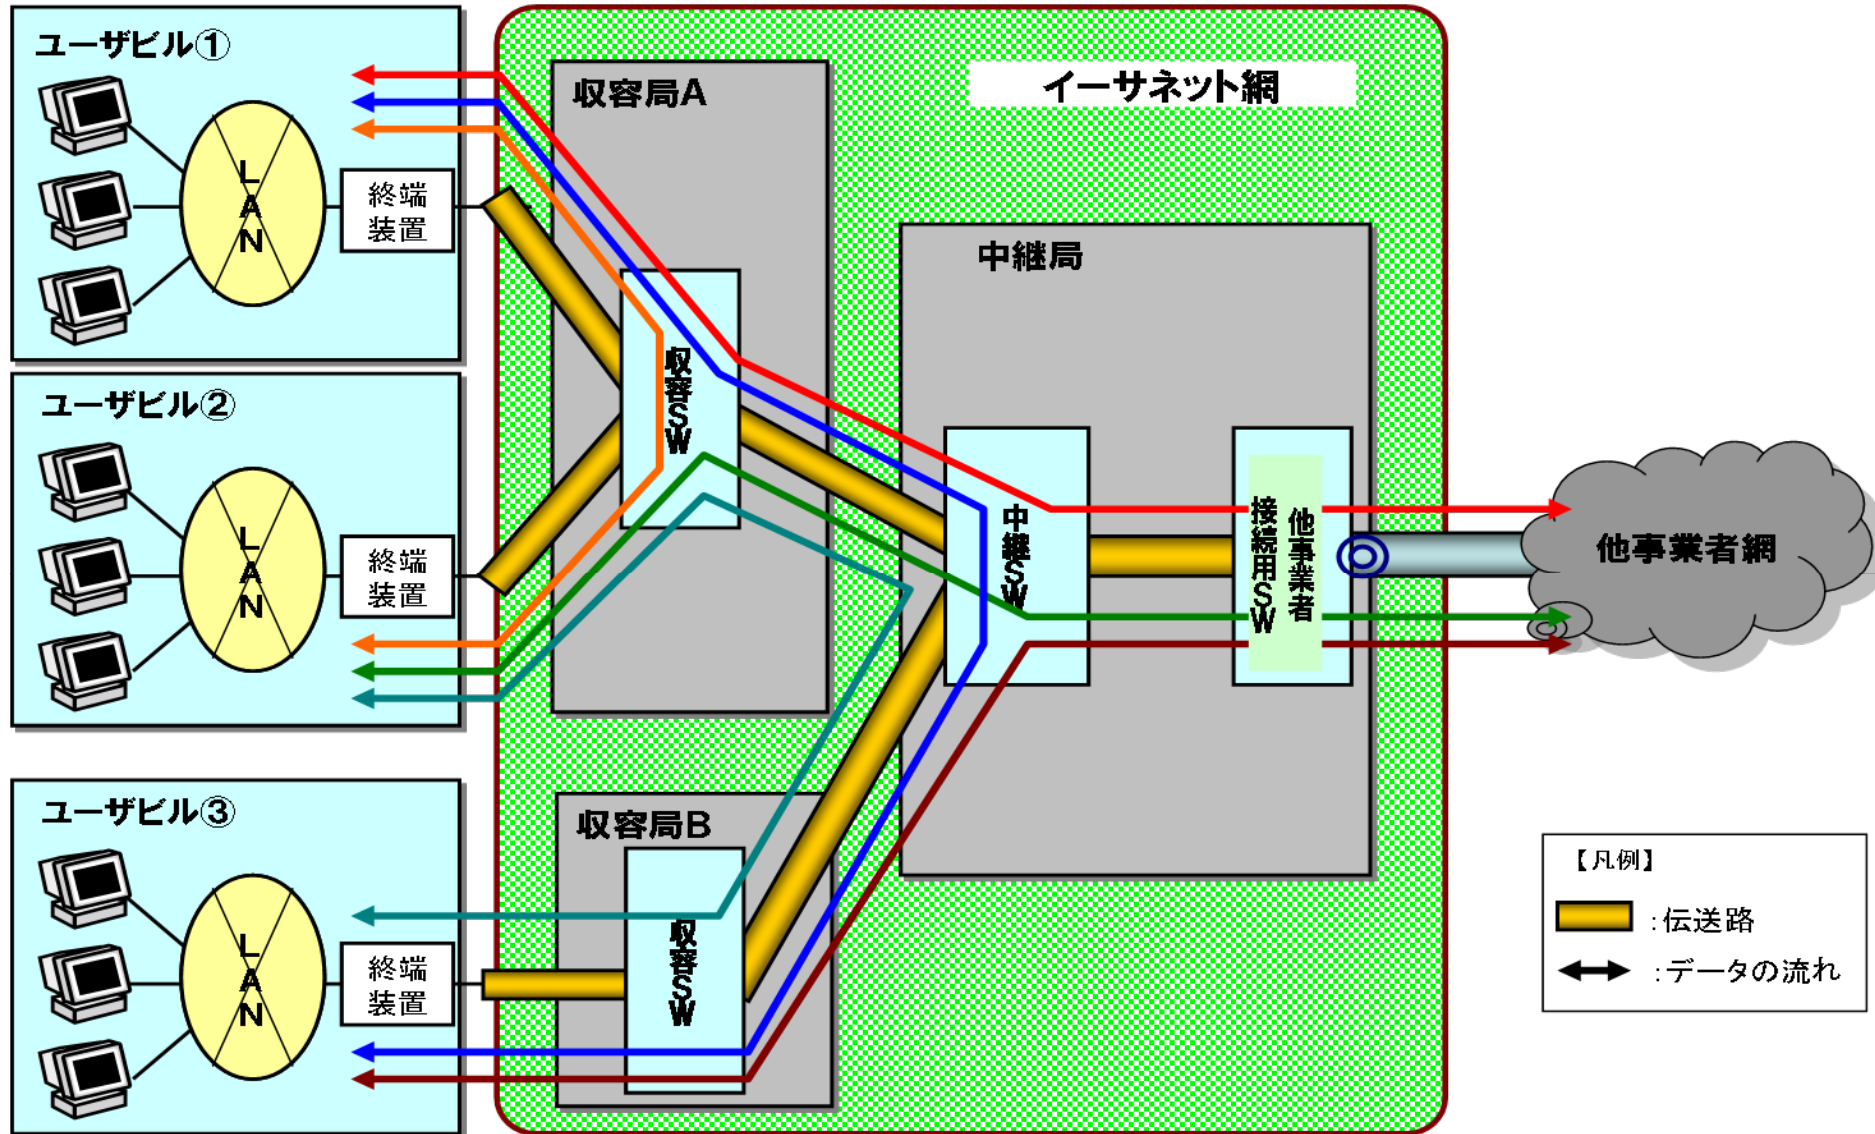 ユーザビル①
LAN
終端
装置
ユーザビル②
LAN
終端
装置
ユーザビル③
LAN
終端
装置
イーサネット網
収容局A
収容SW
収容局B
収容SW
中継局
中継SW
他事業者
接続用SW
他事業者網
【凡例】
:伝送路
:データの流れ